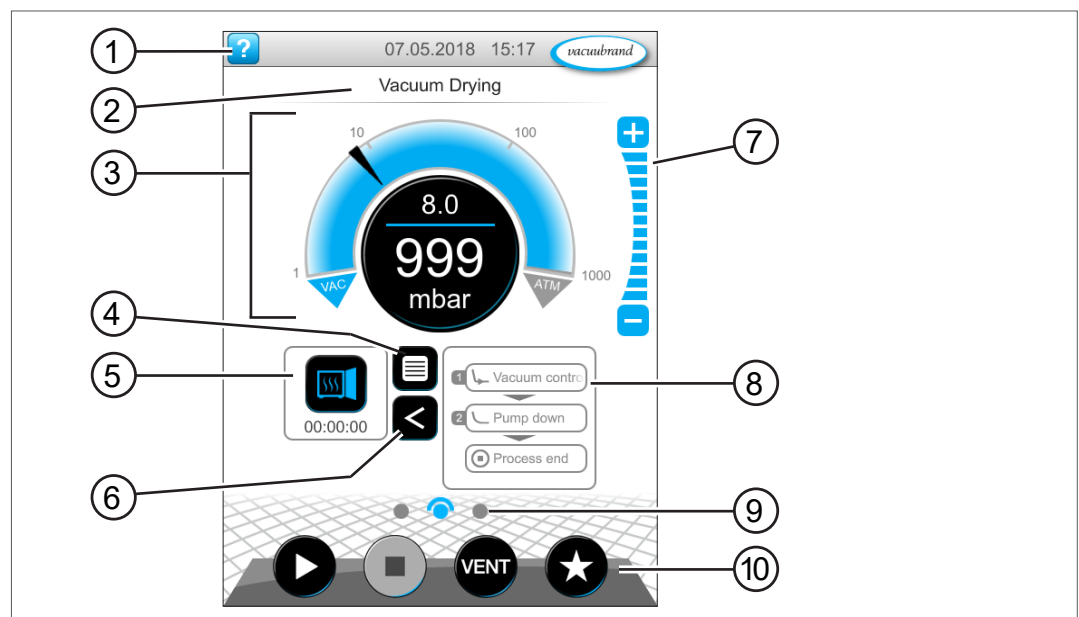 ?
07.05.2018 15:17
vacuubrand
Vacuum Drying
10
100
8.0
999
mbar
1
1000
VAC
ATM
+
−
00:00:00
<
1 Vacuum contro
2 Pump down
Process end
VENT
1
2
3
4
5
6
7
8
9
10